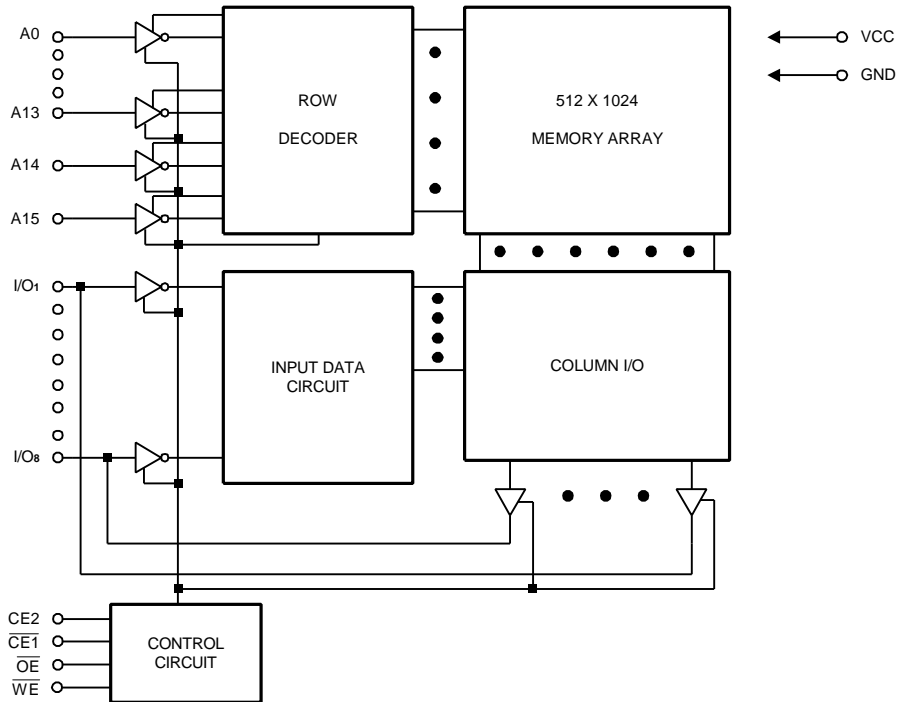 A0
A13
A14
A15
ROW
DECODER
512 X 1024
MEMORY ARRAY
VCC
GND
I/O1
I/O8
INPUT DATA
CIRCUIT
COLUMN I/O
CE2
CE1
OE
WE
CONTROL
CIRCUIT